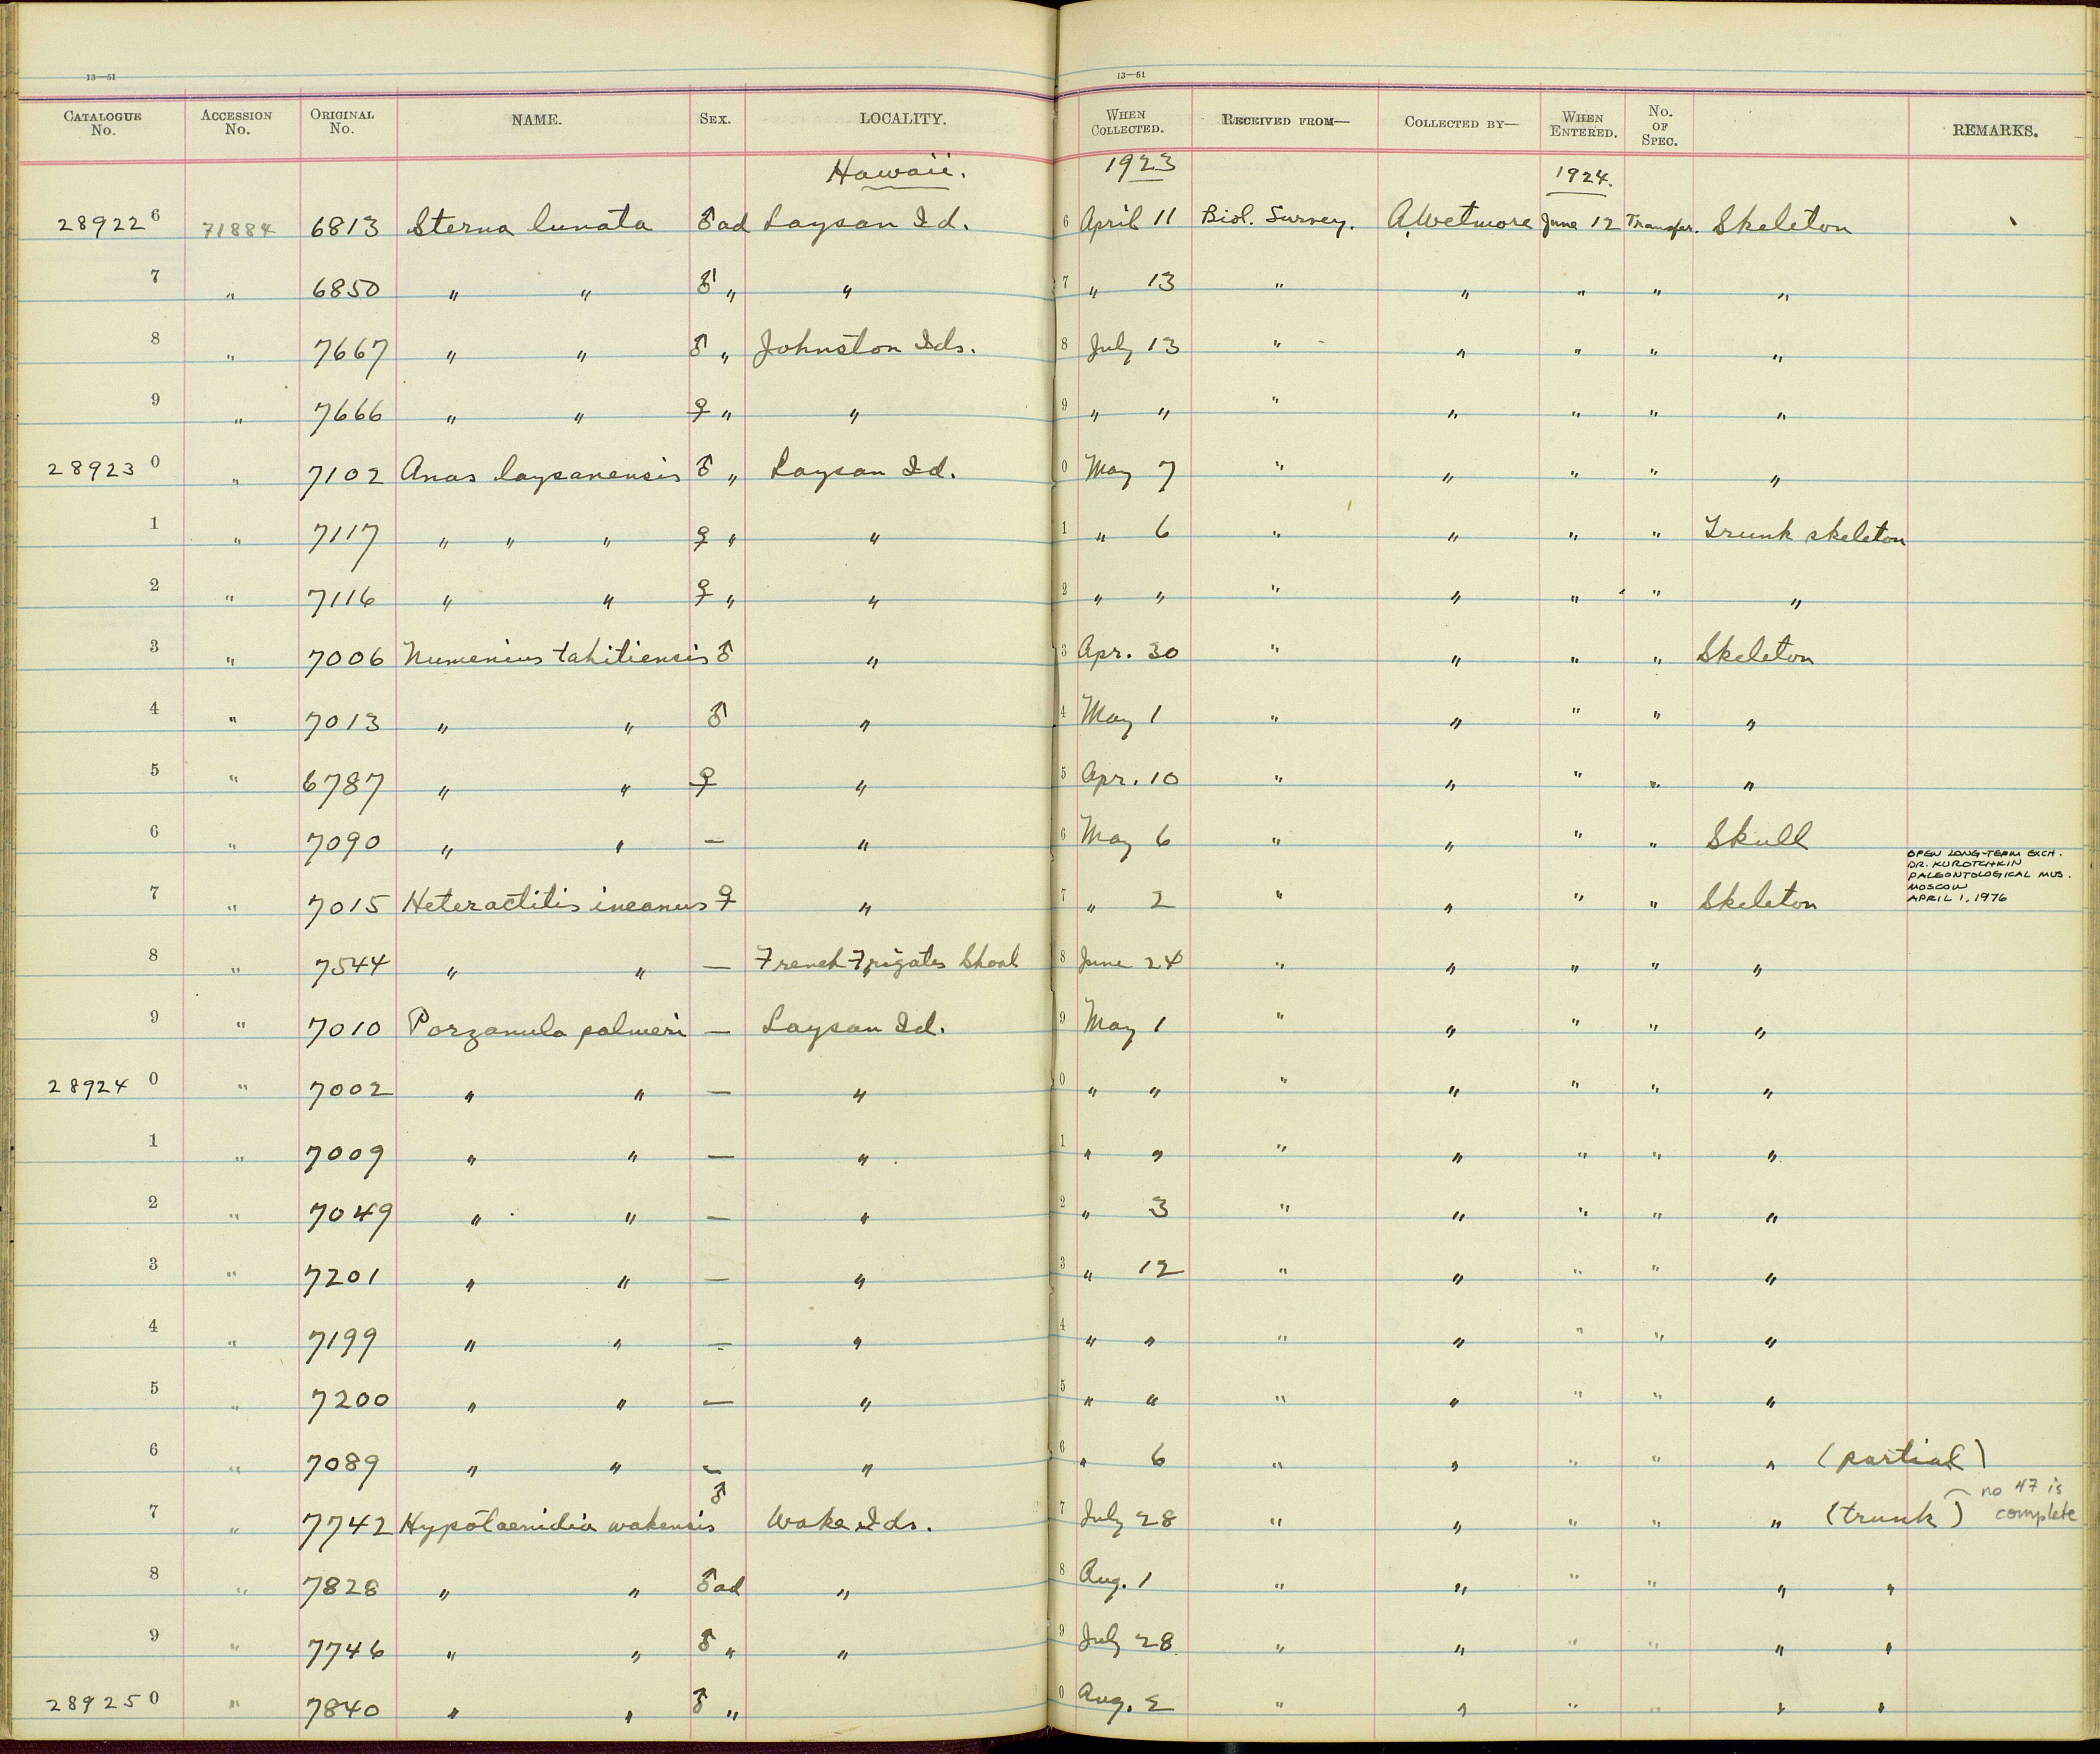 13—61
13—61
CATALOGUE No. ACCESSION No. ORIGINAL No. NAME. SEX. LOCALITY. WHEN COLLECTED. RECEIVED FROM— COLLECTED BY— WHEN ENTERED. No. OF SPEC. REMARKS.
Hawaii. 1923 1924.
28922 6 71884 6813 Sterna lunata ♂ ad Laysan Id. 6 April 11 Biol. Survey. A. Wetmore June 12 Transfer. Skeleton
7 " 6850 " " ♂ " " 7 " 13 " " " " "
8 " 7667 " " ♂ " Johnston Ids. 8 July 13 " " " " "
9 " 7666 " " ♀ " " 9 " " " " " " "
28923 0 " 7102 Anas laysanensis ♂ " Laysan Id. 0 May 7 " " " " "
1 " 7117 " " " ♀ " " 1 " 6 " " " " Trunk skeleton
2 " 7116 " " ♀ " " 2 " " " " " " "
3 " 7006 Numenius tahitiensis ♂ " 3 Apr. 30 " " " " Skeleton
4 " 7013 " " ♂ " 4 May 1 " " " " "
5 " 6787 " " ♀ " 5 Apr. 10 " " " " "
6 " 7090 " " — " 6 May 6 " " " " Skull
OPEN LONG-TERM EXCH.
DR. KUROTCHKIN
PALEONTOLOGICAL MUS.
MOSCOW
APRIL 1, 1976
7 " 7015 Heteractitis incanus ♀ " 7 " 2 " " " " Skeleton
8 " 7544 " " — French Frigates Shoal 8 June 24 " " " " "
9 " 7010 Porzanula palmeri — Laysan Id. 9 May 1 " " " " "
28924 0 " 7002 " " — " 0 " " " " " " "
1 " 7009 " " — " 1 " " " " " " "
2 " 7049 " " — " 2 " 3 " " " " "
3 " 7201 " " — " 3 " 12 " " " " "
4 " 7199 " " — " 4 " " " " " " "
5 " 7200 " " — " 5 " " " " " " "
6 " 7089 " " — " 6 " 6 " " " " " (partial)
7 " 7742 Hypotaenidia wakensis ♂ Wake Ids. 7 July 28 " " " " " (trunk) no 47 is complete
8 " 7828 " " ♂ ad " 8 Aug. 1 " " " " " "
9 " 7746 " " ♂ " " 9 July 28 " " " " " "
28925 0 " 7840 " " ♂ " 0 Aug. 2 " " " " " "